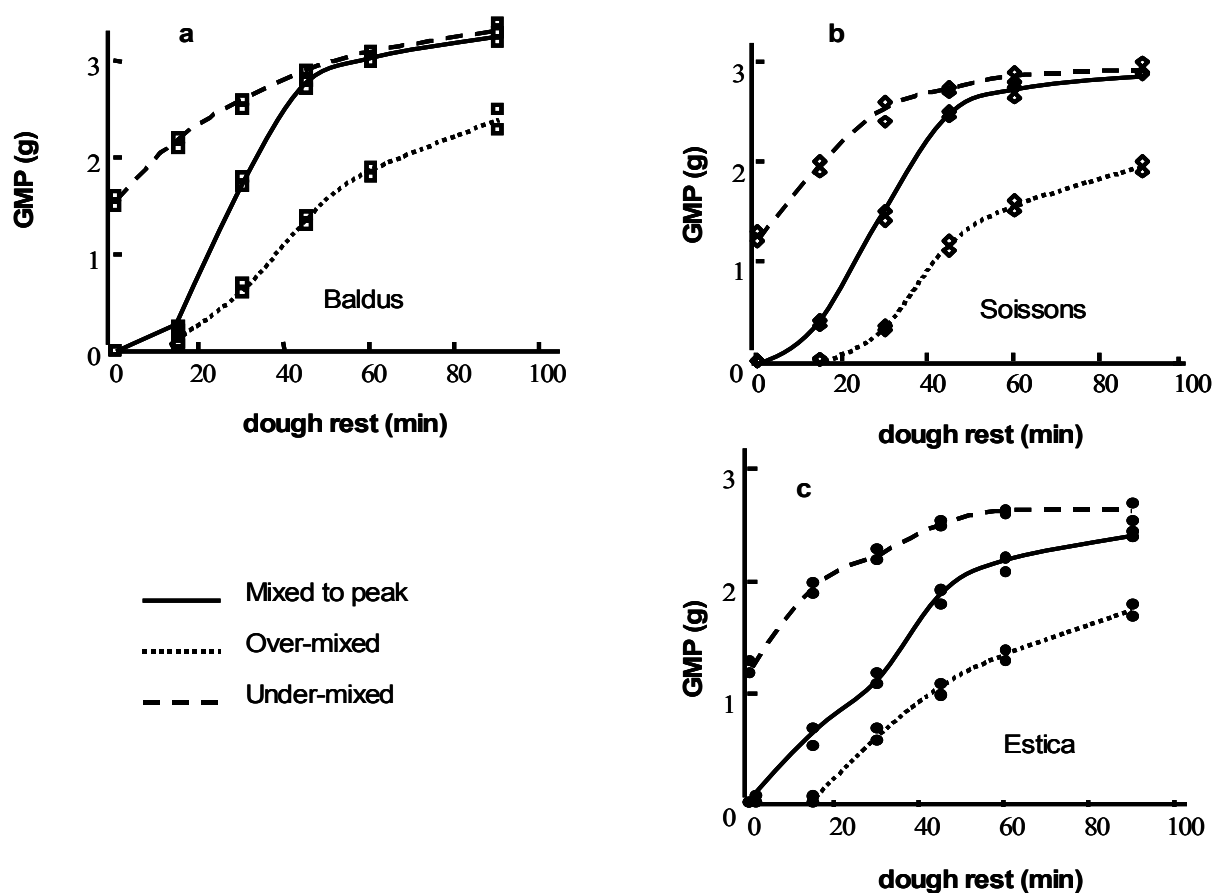 a
3
2
1
0
GMP (g)
Baldus
0 20 40 60 80 100
dough rest (min)
b
3
2
1
0
GMP (g)
Soissons
0 20 40 60 80 100
dough rest (min)
Mixed to peak
Over-mixed
Under-mixed
c
3
2
1
0
GMP (g)
Estica
0 20 40 60 80 100
dough rest (min)